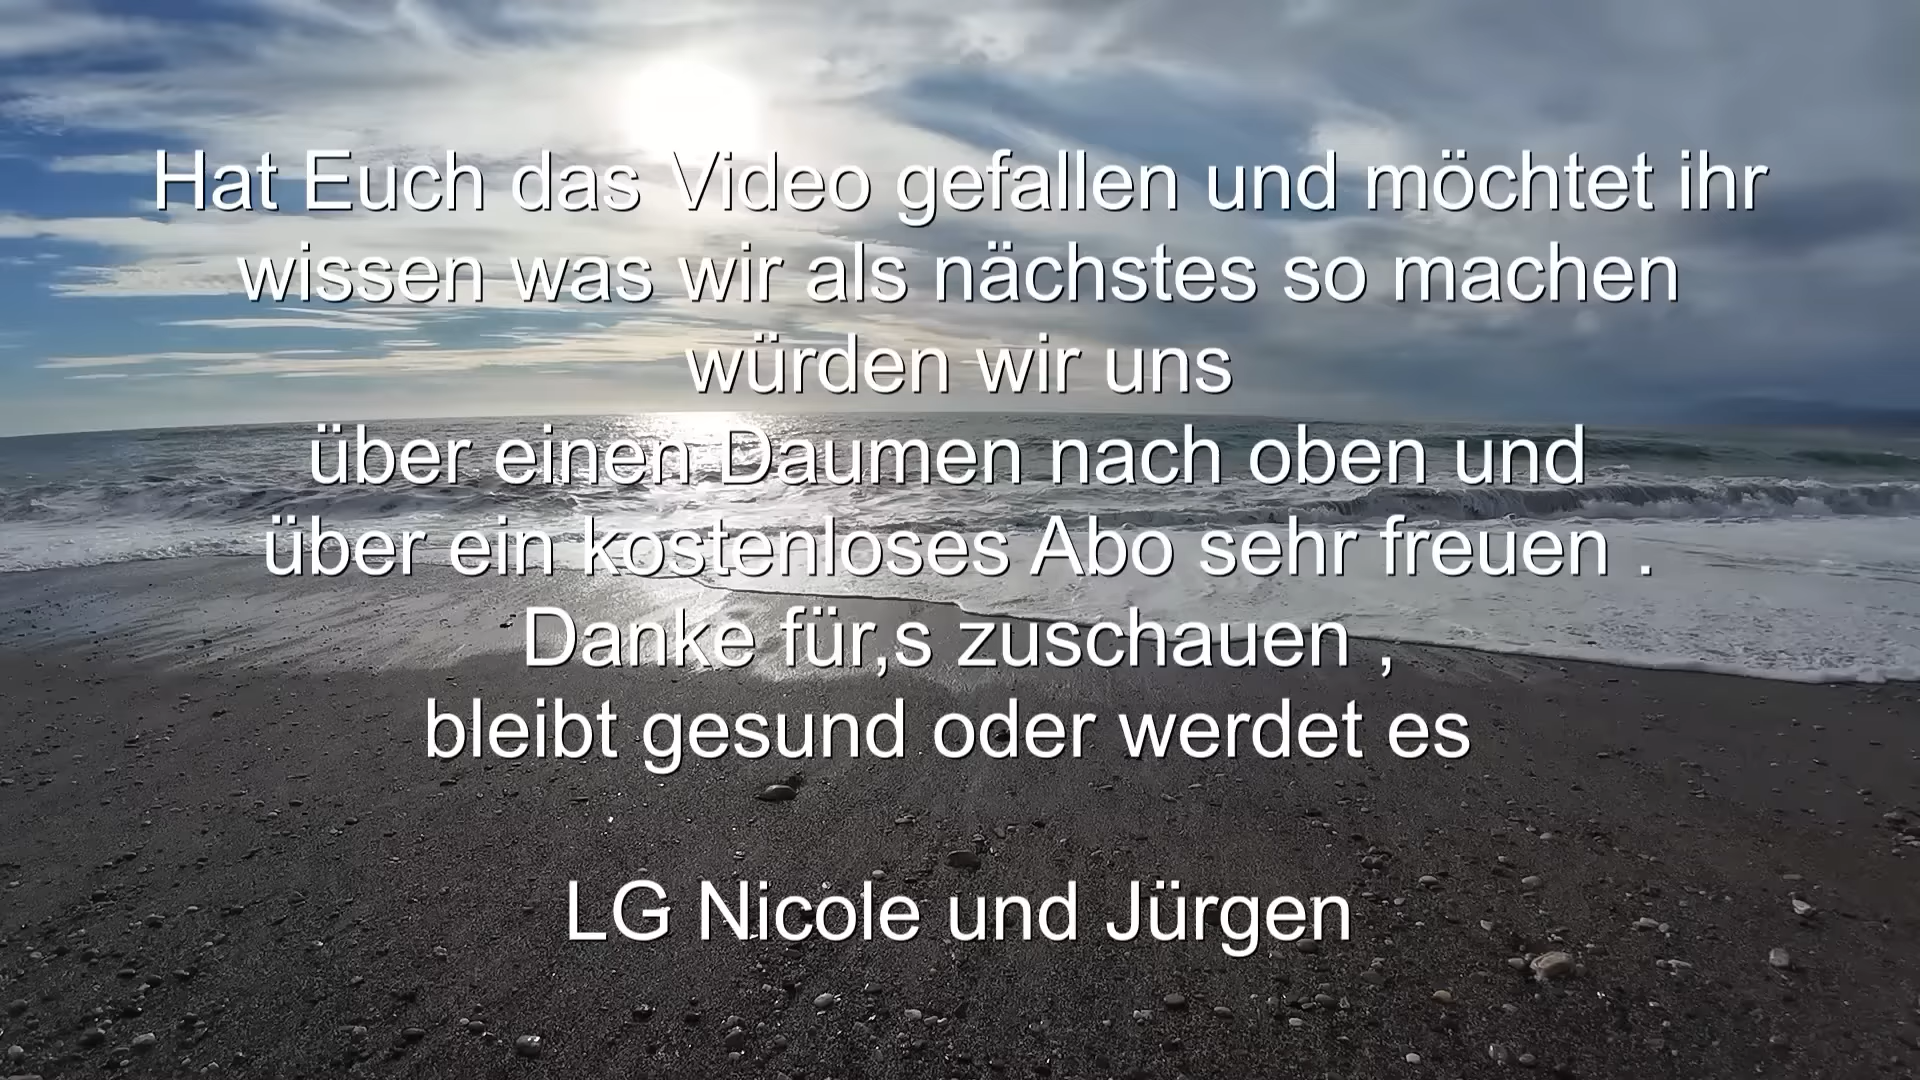 Hat Euch das Video gefallen und möchtet ihr
wissen was wir als nächstes so machen
würden wir uns
über einen Daumen nach oben und
über ein kostenloses Abo sehr freuen .
Danke für,s zuschauen ,
bleibt gesund oder werdet es
LG Nicole und Jürgen